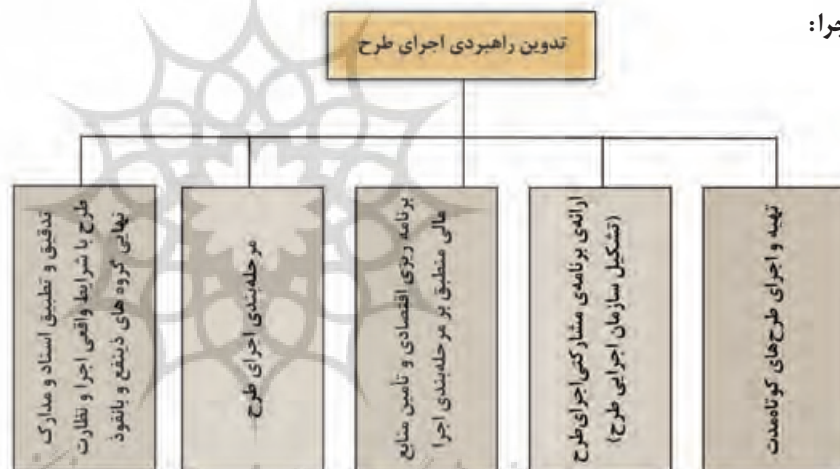 جرا:
تدوین راهبردی اجرای طرح
تهیه و اجرای طرح‌های کوتاه‌مدت
ارائه‌ی برنامه‌ی مشارکتی اجرای طرح
(تشکیل سازمان اجرایی طرح)
برنامه ریزی اقتصادی و تأمین منابع
مالی منطبق بر مرحله‌بندی اجرا
مرحله‌بندی اجرای طرح
تدقیق و تطبیق اسناد و مدارک
طرح با شرایط واقعی اجرا و نظارت
نهایی گروه های ذینفع و بانفوذ